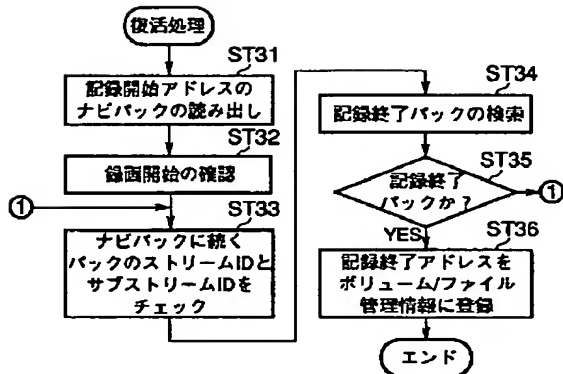 復活処理
ST31
記録開始アドレスの
ナビパックの読み出し
ST32
録画開始の確認
①
ST33
ナビパックに続く
パックのストリームIDと
サブストリームIDを
チェック
ST34
記録終了パックの検索
ST35
記録終了
パックか?
①
YES
ST36
記録終了アドレスを
ボリューム/ファイル
管理情報に登録
エンド